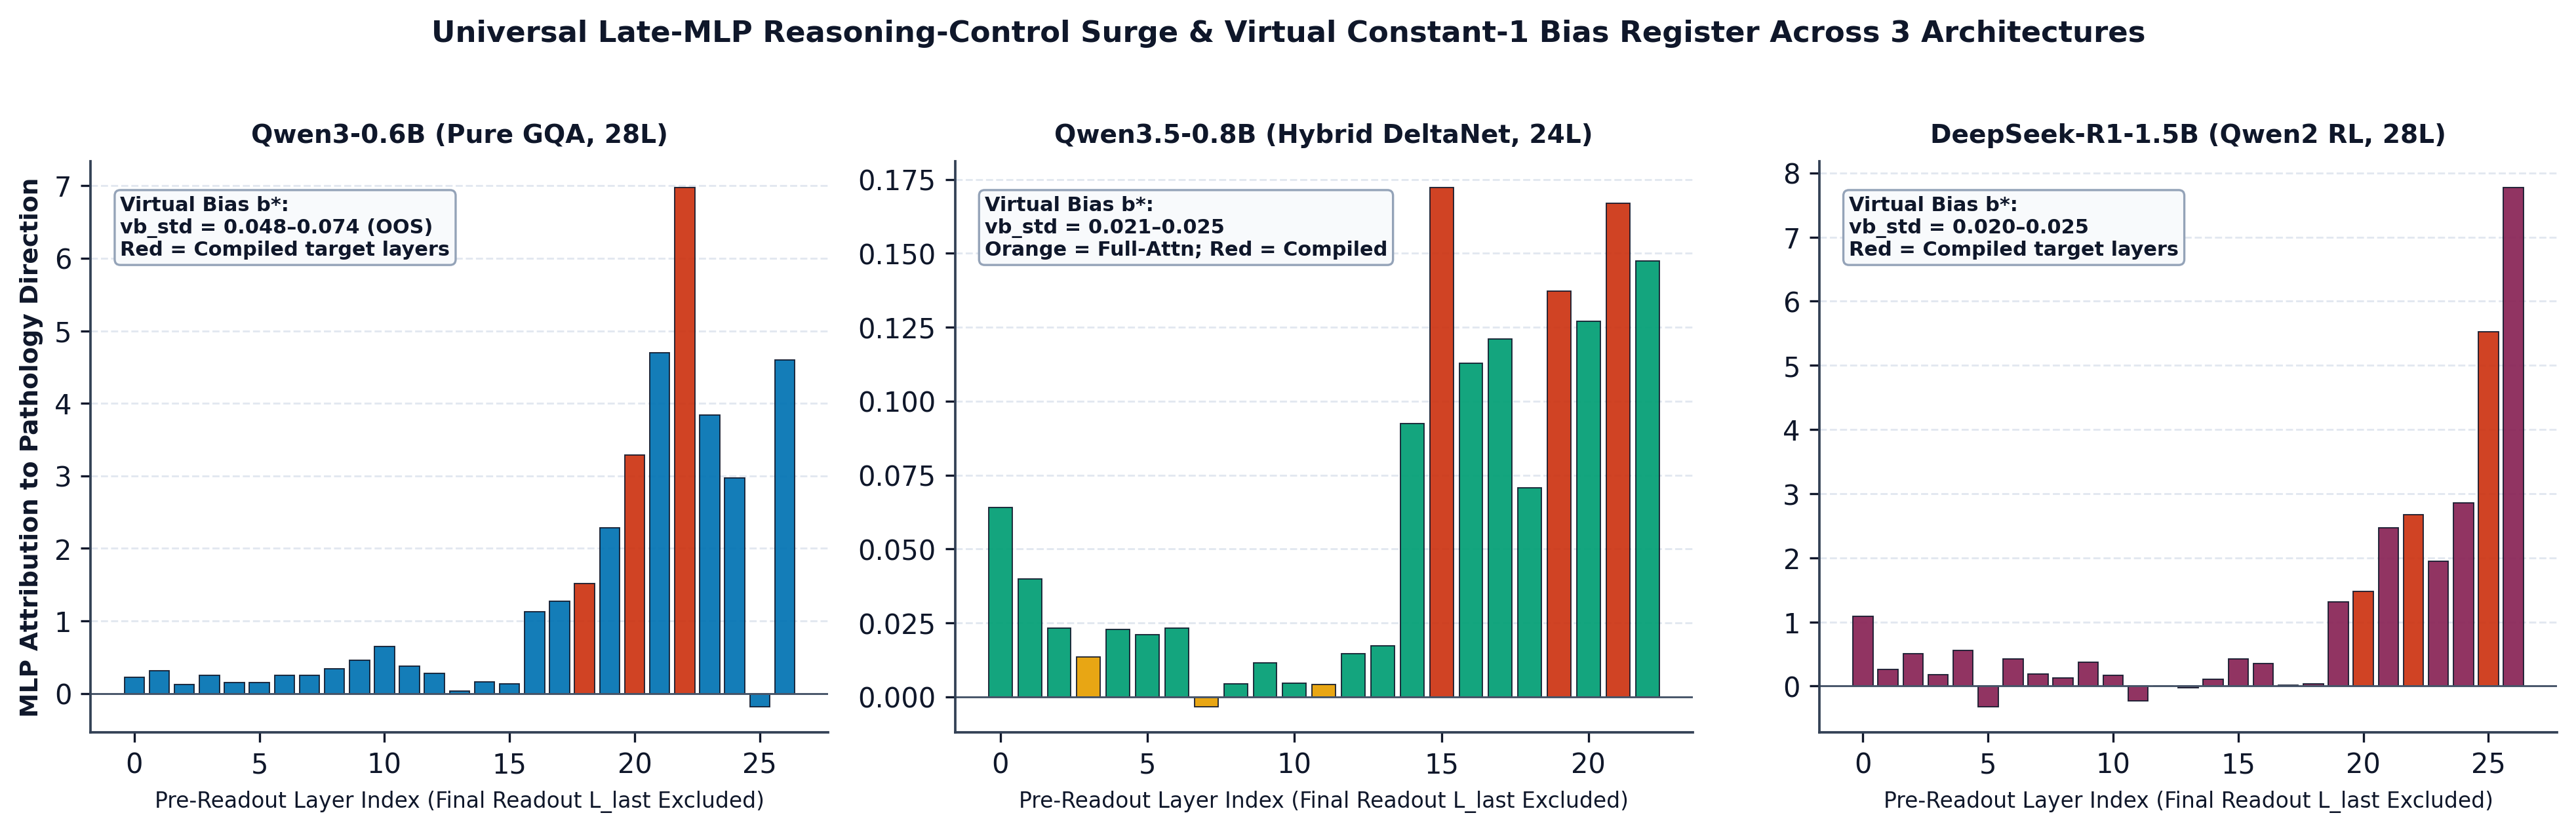 Universal Late-MLP Reasoning-Control Surge & Virtual Constant-1 Bias Register Across 3 Architectures
Qwen3-0.6B (Pure GQA, 28L)
MLP Attribution to Pathology Direction
7
6
5
4
3
2
1
0
Virtual Bias b*:
vb_std = 0.048–0.074 (OOS)
Red = Compiled target layers
0 5 10 15 20 25
Pre-Readout Layer Index (Final Readout L_last Excluded)
Qwen3.5-0.8B (Hybrid DeltaNet, 24L)
0.175
0.150
0.125
0.100
0.075
0.050
0.025
0.000
Virtual Bias b*:
vb_std = 0.021–0.025
Orange = Full-Attn; Red = Compiled
0 5 10 15 20
Pre-Readout Layer Index (Final Readout L_last Excluded)
DeepSeek-R1-1.5B (Qwen2 RL, 28L)
8
7
6
5
4
3
2
1
0
Virtual Bias b*:
vb_std = 0.020–0.025
Red = Compiled target layers
0 5 10 15 20 25
Pre-Readout Layer Index (Final Readout L_last Excluded)